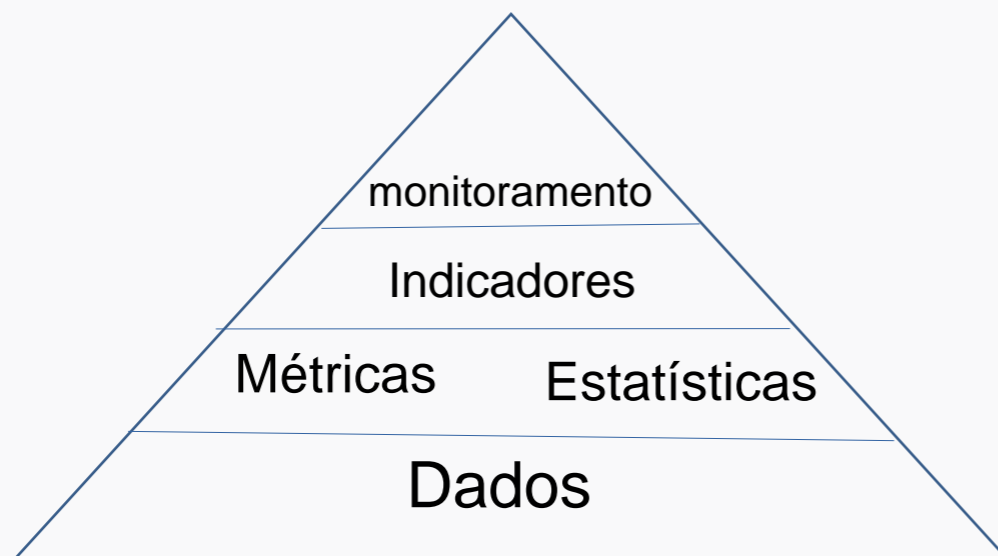 monitoramento
Indicadores
Métricas Estatísticas
Dados